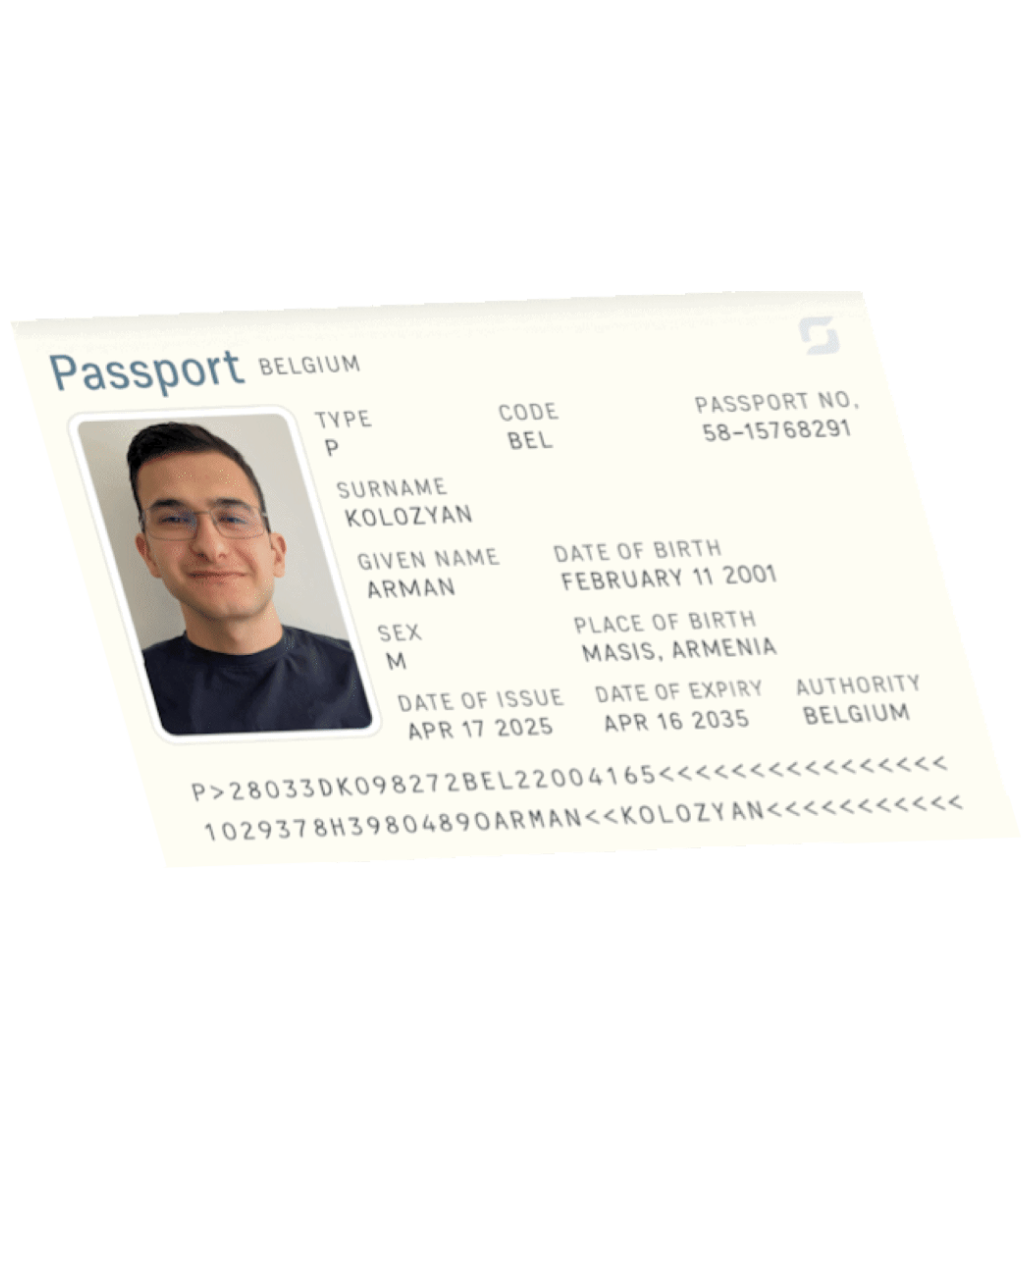 Passport BELGIUM
TYPE CODE PASSPORT NO,
P BEL 58-15768291
SURNAME
KOLOZYAN
GIVEN NAME DATE OF BIRTH
ARMAN FEBRUARY 11 2001
SEX PLACE OF BIRTH
M MASIS, ARMENIA
DATE OF ISSUE DATE OF EXPIRY AUTHORITY
APR 17 2025 APR 16 2035 BELGIUM
P>28033DK098272BEL22004165<<<<<<<<<<<<<<<<
1029378H39804890ARMAN<<KOLOZYAN<<<<<<<<<<<